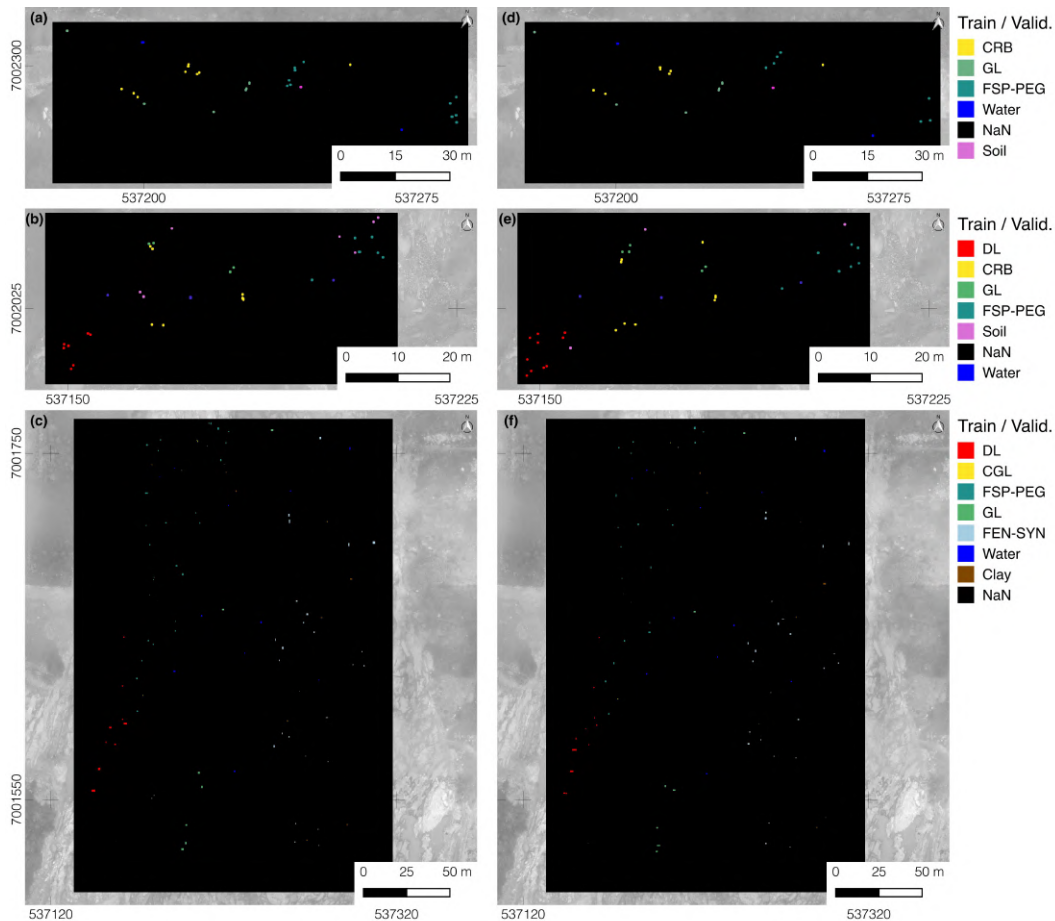 (a)
N
7002300
0 15 30 m
537200 537275
(d)
N
0 15 30 m
537200 537275
Train / Valid.
CRB
GL
FSP-PEG
Water
NaN
Soil
(b)
N
7002025
0 10 20 m
537150 537225
(e)
N
0 10 20 m
537150 537225
Train / Valid.
DL
CRB
GL
FSP-PEG
Soil
NaN
Water
(c)
N
7001750
7001550
0 25 50 m
537120 537320
(f)
N
0 25 50 m
537120 537320
Train / Valid.
DL
CGL
FSP-PEG
GL
FEN-SYN
Water
Clay
NaN